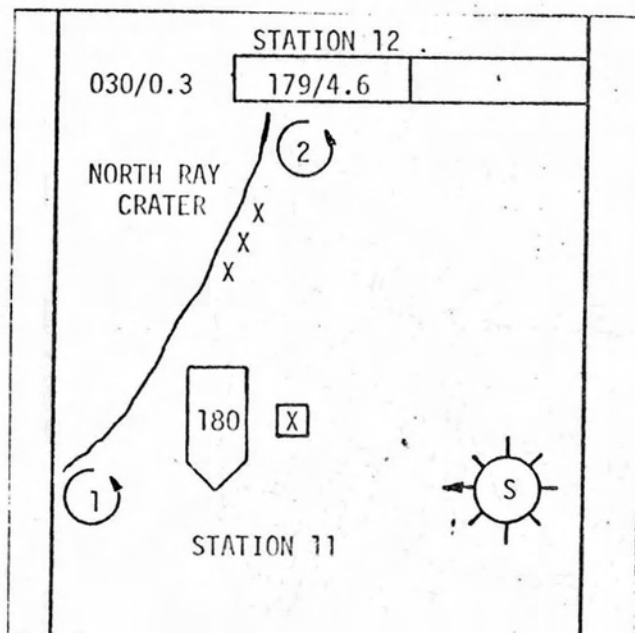 STATION 12
030/0.3 179/4.6
2
NORTH RAY
CRATER
X
X
X
180 X
S
1
STATION 11